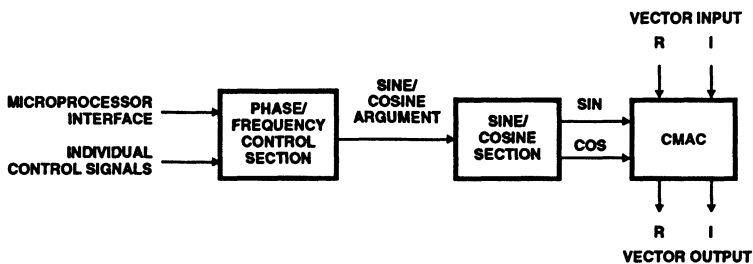 VECTOR INPUT
R I
MICROPROCESSOR
INTERFACE
INDIVIDUAL
CONTROL SIGNALS
PHASE/
FREQUENCY
CONTROL
SECTION
SINE/
COSINE
ARGUMENT
SINE/
COSINE
SECTION
SIN
COS
CMAC
R I
VECTOR OUTPUT